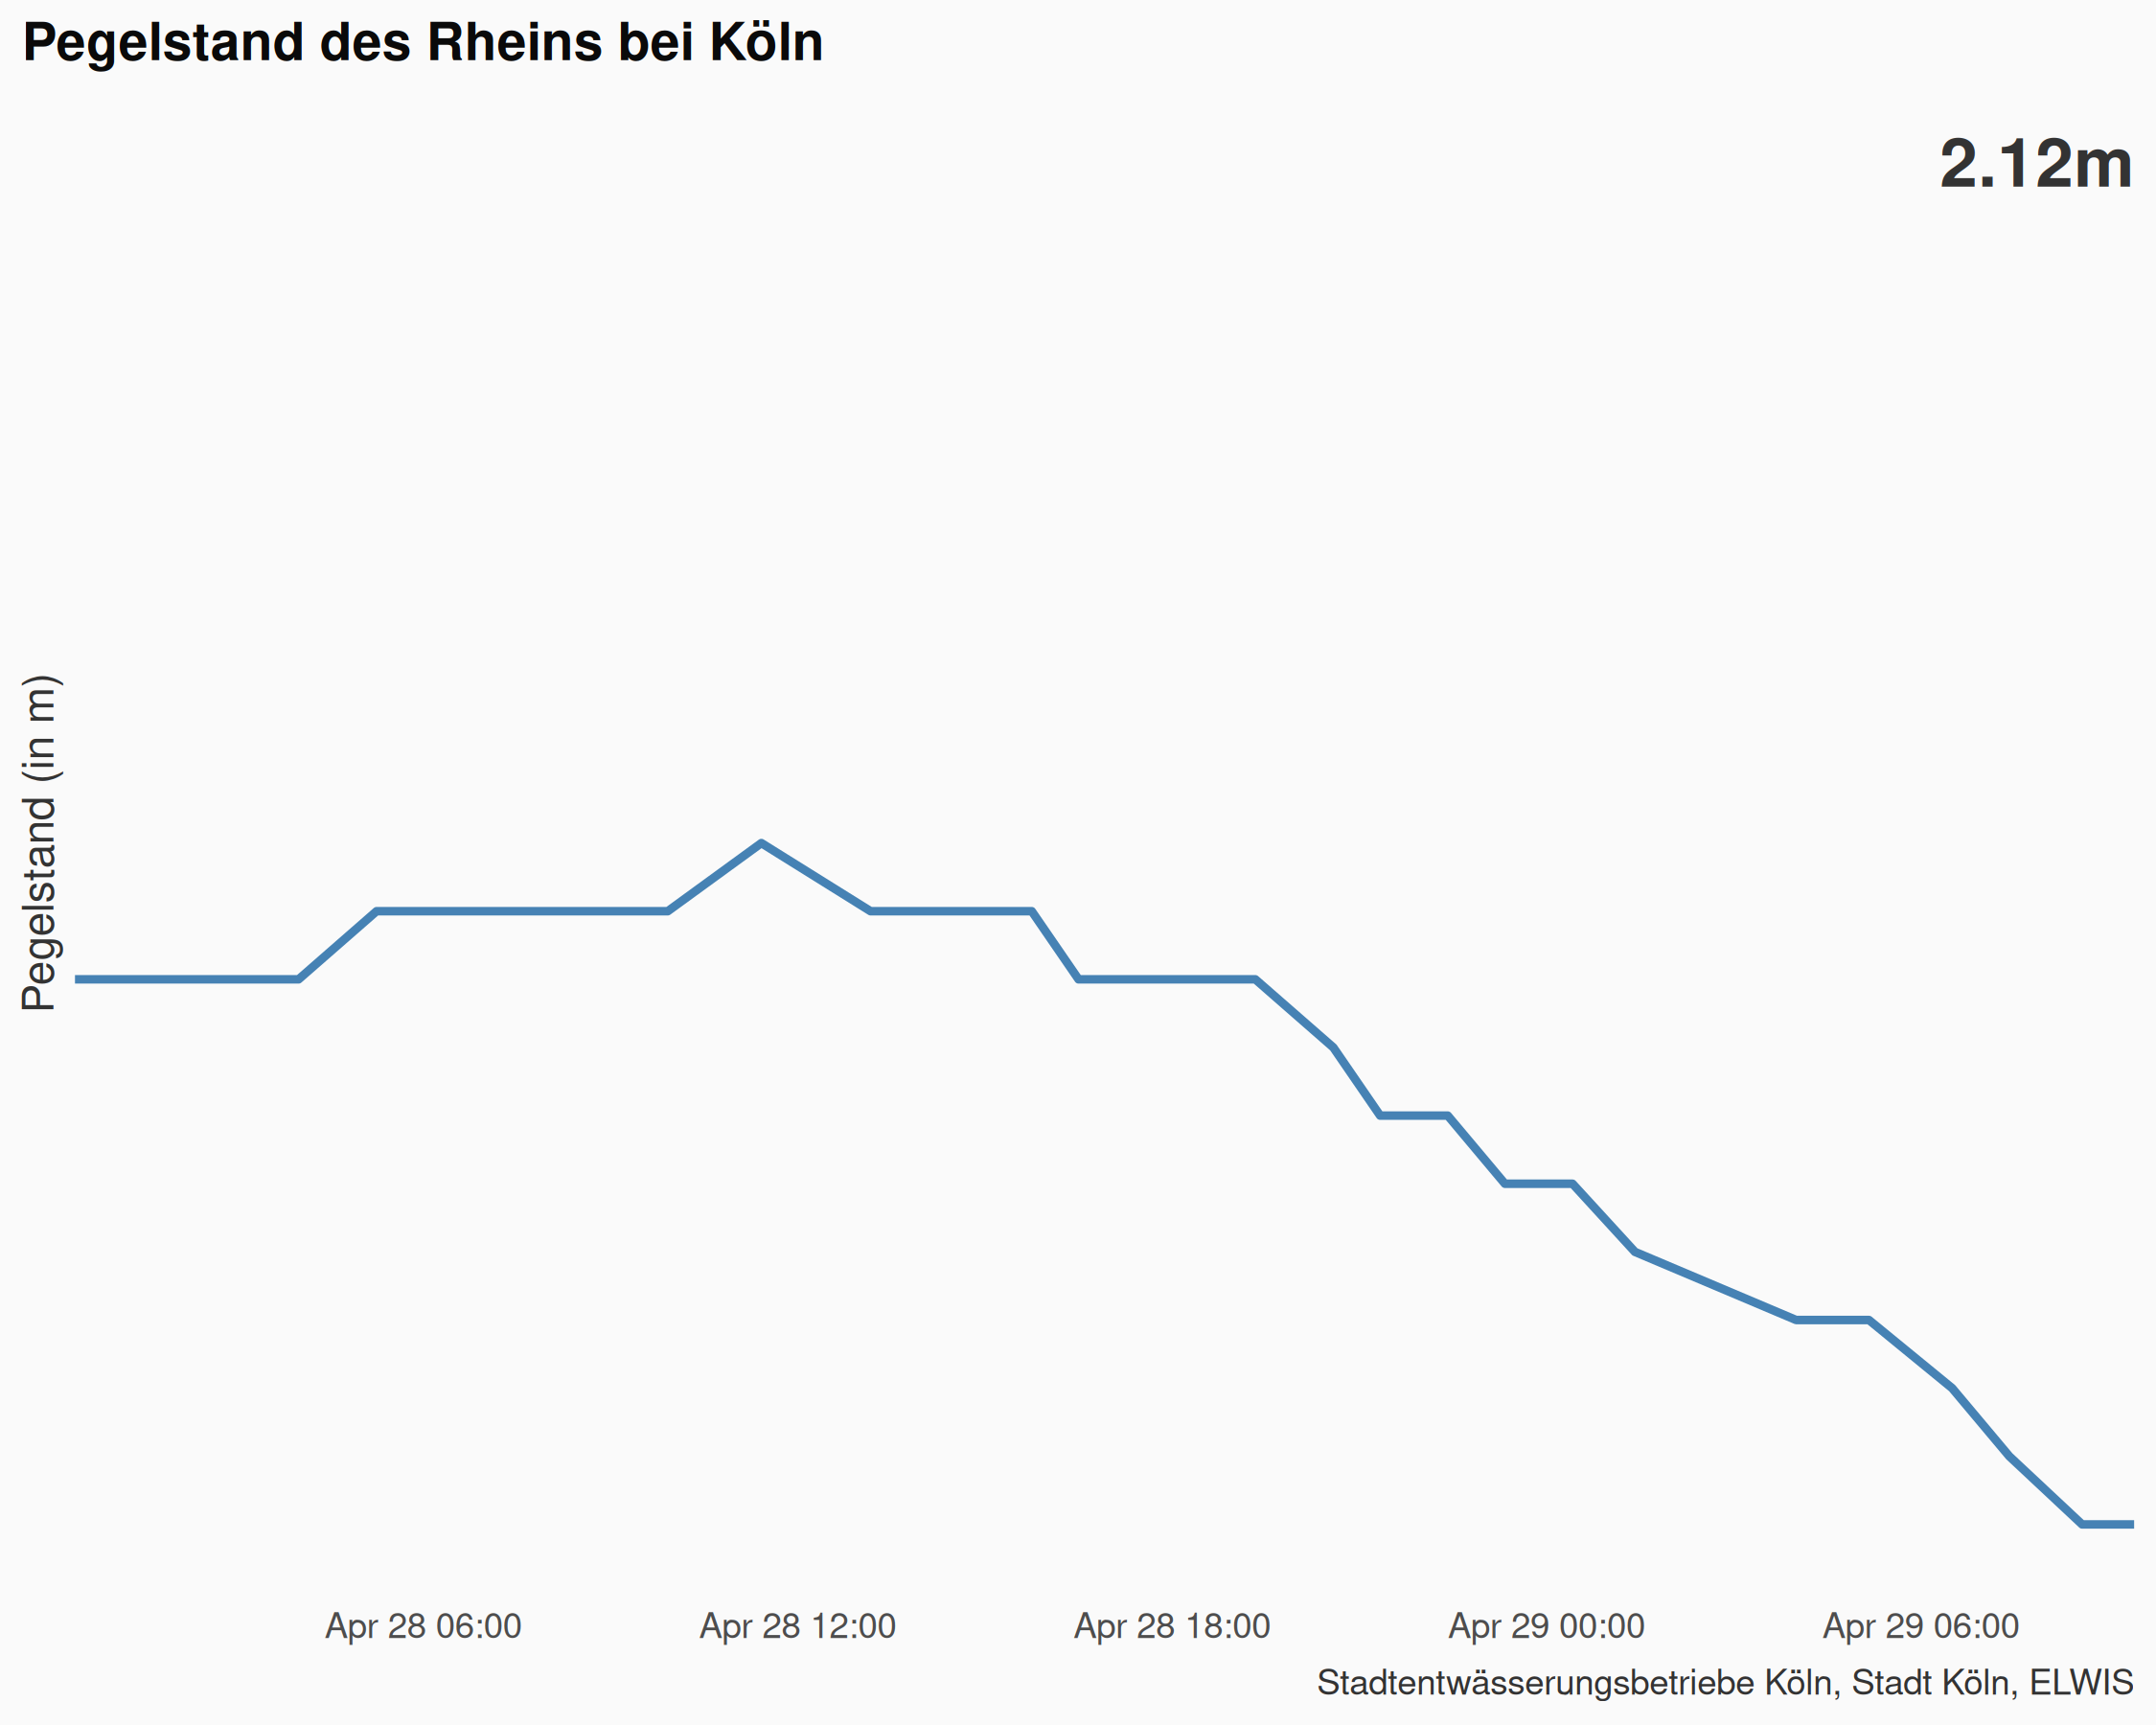 Pegelstand des Rheins bei Köln
2.12m
Pegelstand (in m)
Apr 28 06:00 Apr 28 12:00 Apr 28 18:00 Apr 29 00:00 Apr 29 06:00
Stadtentwässerungsbetriebe Köln, Stadt Köln, ELWIS